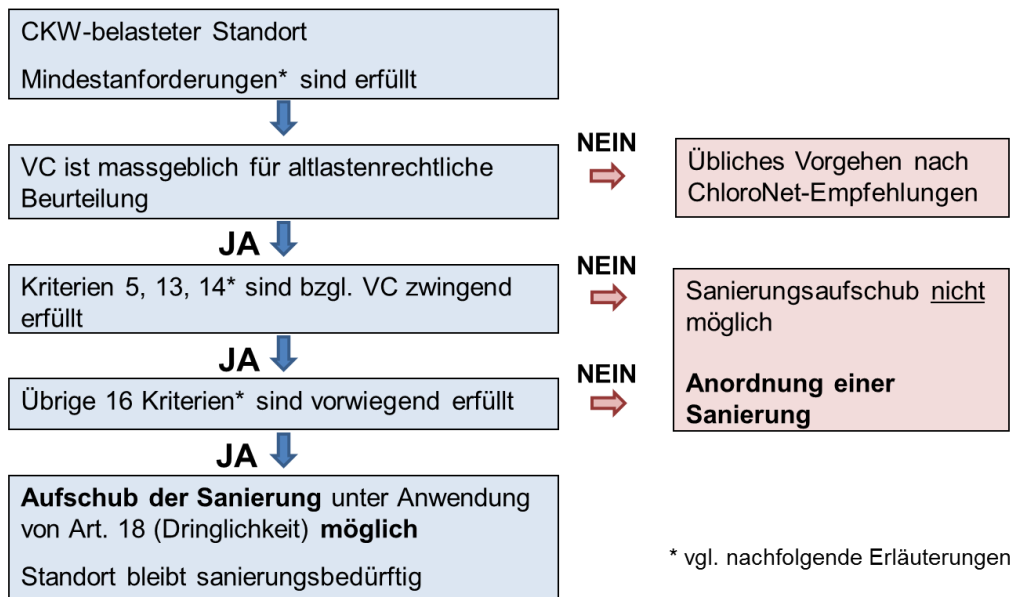 CKW-belasteter Standort
Mindestanforderungen* sind erfüllt
VC ist massgeblich für altlastenrechtliche
Beurteilung
NEIN
Übliches Vorgehen nach
ChloroNet-Empfehlungen
JA
Kriterien 5, 13, 14* sind bzgl. VC zwingend
erfüllt
NEIN
Sanierungsaufschub nicht
möglich
Anordnung einer
Sanierung
JA
Übrige 16 Kriterien* sind vorwiegend erfüllt
NEIN
JA
Aufschub der Sanierung unter Anwendung
von Art. 18 (Dringlichkeit) möglich
Standort bleibt sanierungsbedürftig
* vgl. nachfolgende Erläuterungen